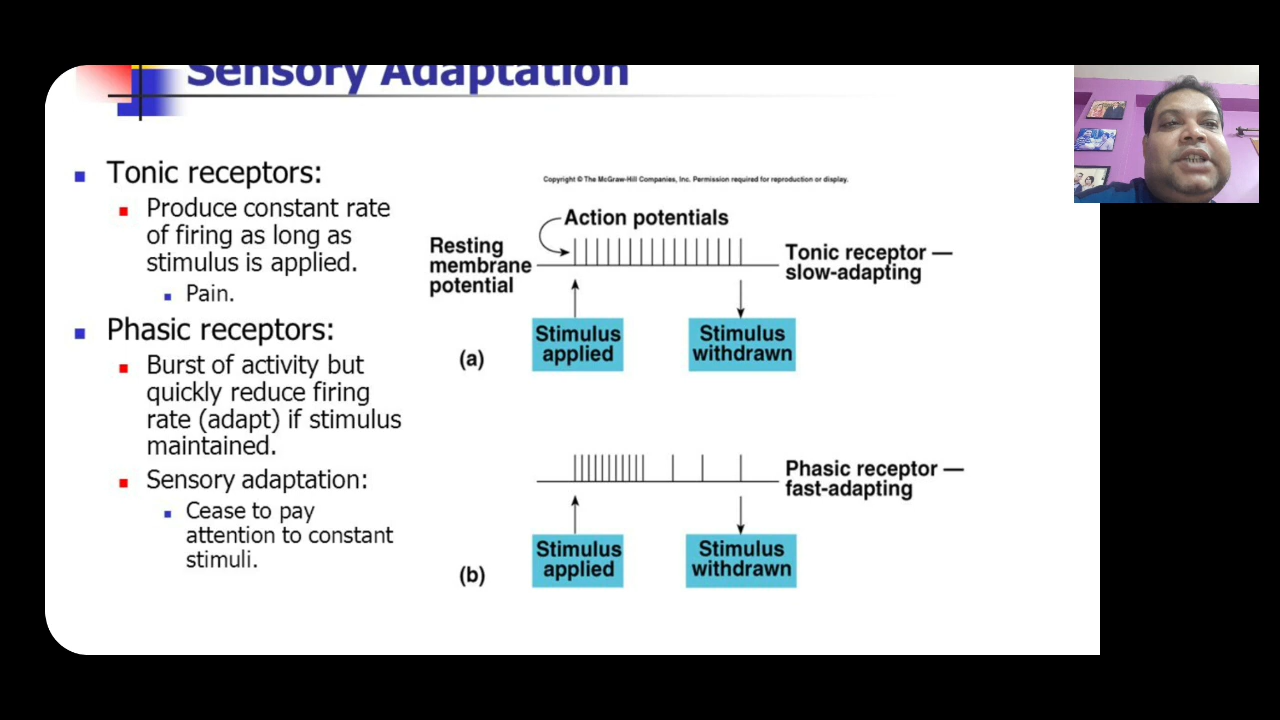 Sensory Adaptation
Tonic receptors:
Produce constant rate
of firing as long as
stimulus is applied.
Pain.
Phasic receptors:
Burst of activity but
quickly reduce firing
rate (adapt) if stimulus
maintained.
Sensory adaptation:
Cease to pay
attention to constant
stimuli.
Copyright © The McGraw-Hill Companies, Inc. Permission required for reproduction or display.
Action potentials
Resting
membrane
potential
Tonic receptor —
slow-adapting
Stimulus
applied
Stimulus
withdrawn
(a)
Phasic receptor —
fast-adapting
Stimulus
applied
Stimulus
withdrawn
(b)